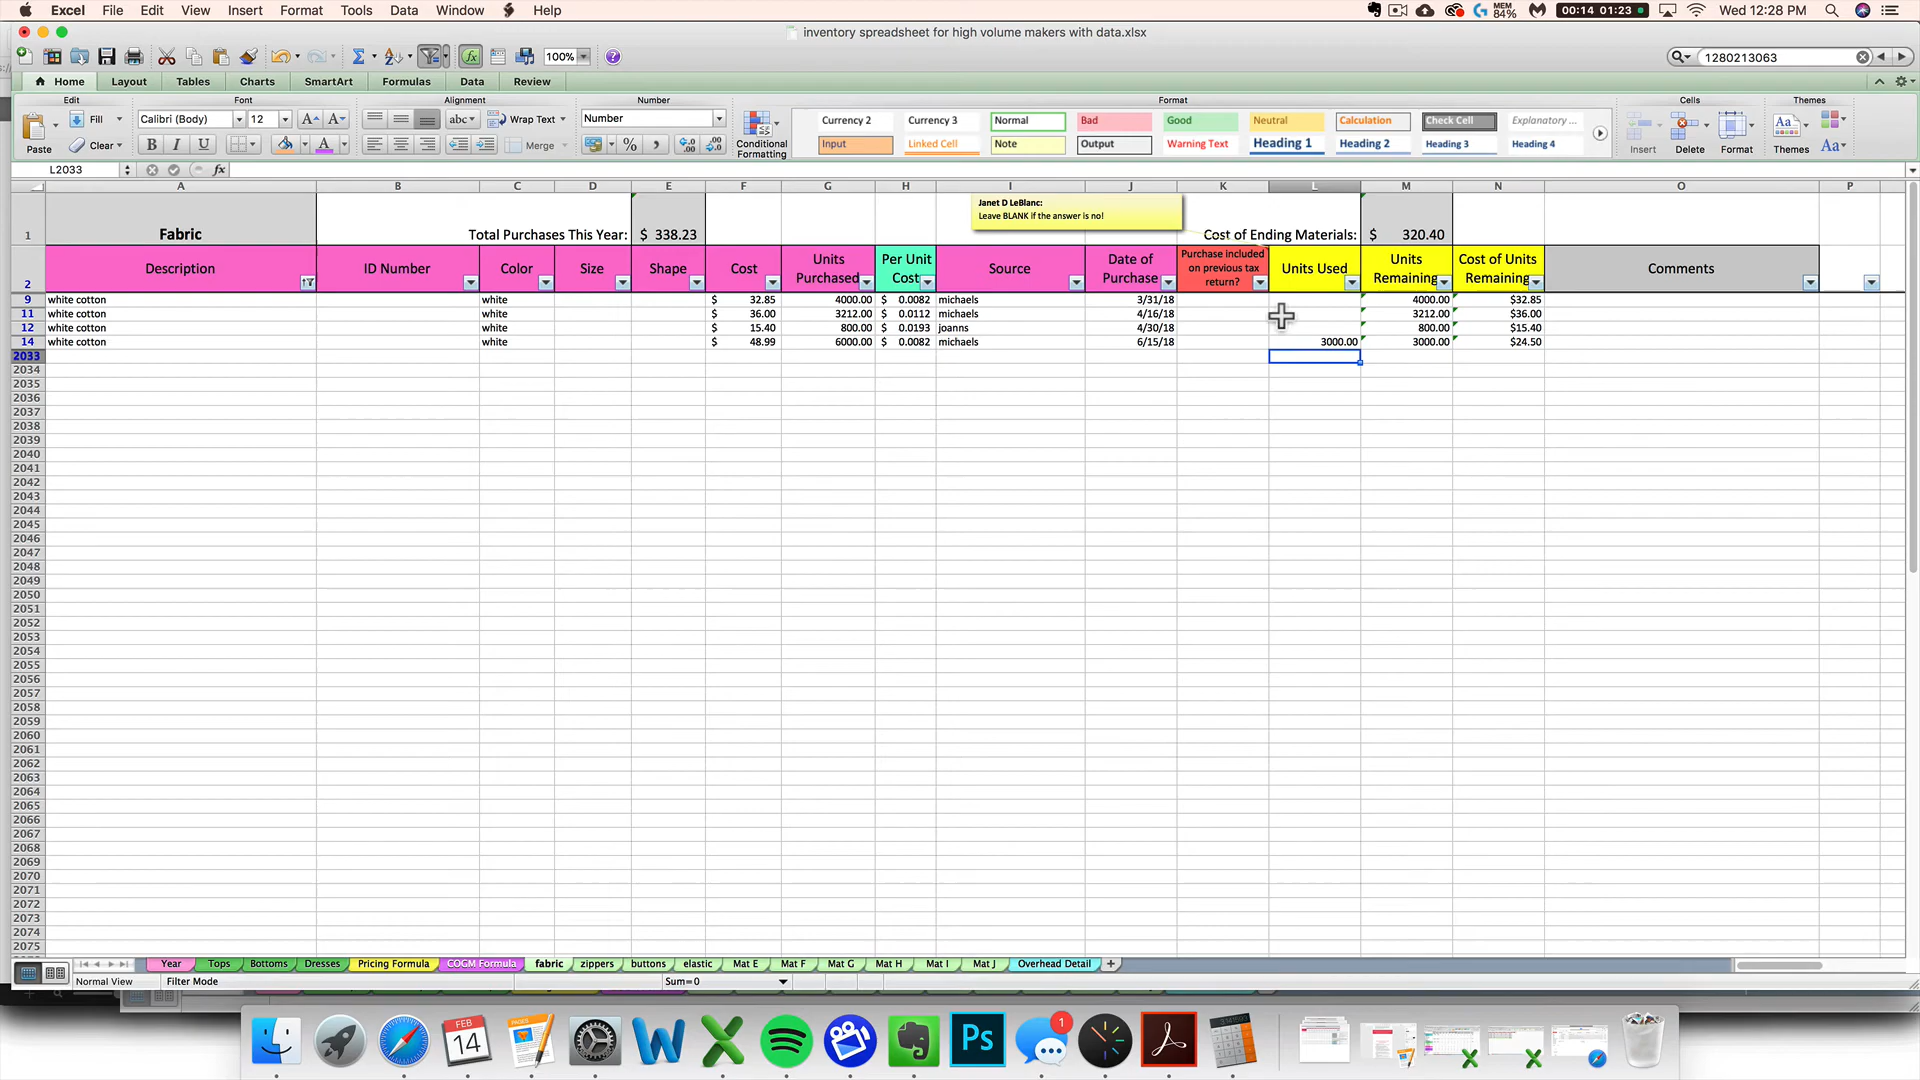 Excel File Edit View Insert Format Tools Data Window Help MEM 84% 00:14 01:23 Wed 12:28 PM
inventory spreadsheet for high volume makers with data.xlsx
100% 1280213063
Home Layout Tables Charts SmartArt Formulas Data Review
Edit Font Alignment Number Format Cells Themes
Fill Calibri (Body) 12 abc Wrap Text Number Currency 2 Currency 3 Normal Bad Good Neutral Calculation Check Cell Explanatory ...
Paste Clear B I U Merge % Conditional Formatting Input Linked Cell Note Output Warning Text Heading 1 Heading 2 Heading 3 Heading 4 Insert Delete Format Themes Aa
L2033 fx
A B C D E F G H I J K L M N O P
Janet D LeBlanc:
Leave BLANK if the answer is no!
1 Fabric Total Purchases This Year: $ 338.23 Cost of Ending Materials: $ 320.40
2 Description ID Number Color Size Shape Cost Units Purchased Per Unit Cost Source Date of Purchase Purchase included on previous tax return? Units Used Units Remaining Cost of Units Remaining Comments
9 white cotton white $ 32.85 4000.00 $ 0.0082 michaels 3/31/18 4000.00 $32.85
11 white cotton white $ 36.00 3212.00 $ 0.0112 michaels 4/16/18 3212.00 $36.00
12 white cotton white $ 15.40 800.00 $ 0.0193 joanns 4/30/18 800.00 $15.40
14 white cotton white $ 48.99 6000.00 $ 0.0082 michaels 6/15/18 3000.00 3000.00 $24.50
2033
2034
2035
2036
2037
2038
2039
2040
2041
2042
2043
2044
2045
2046
2047
2048
2049
2050
2051
2052
2053
2054
2055
2056
2057
2058
2059
2060
2061
2062
2063
2064
2065
2066
2067
2068
2069
2070
2071
2072
2073
2074
2075
Year Tops Bottoms Dresses Pricing Formula COGM Formula fabric zippers buttons elastic Mat E Mat F Mat G Mat H Mat I Mat J Overhead Detail
Normal View Filter Mode Sum=0
FEB 14 PAGES W X Ps 1